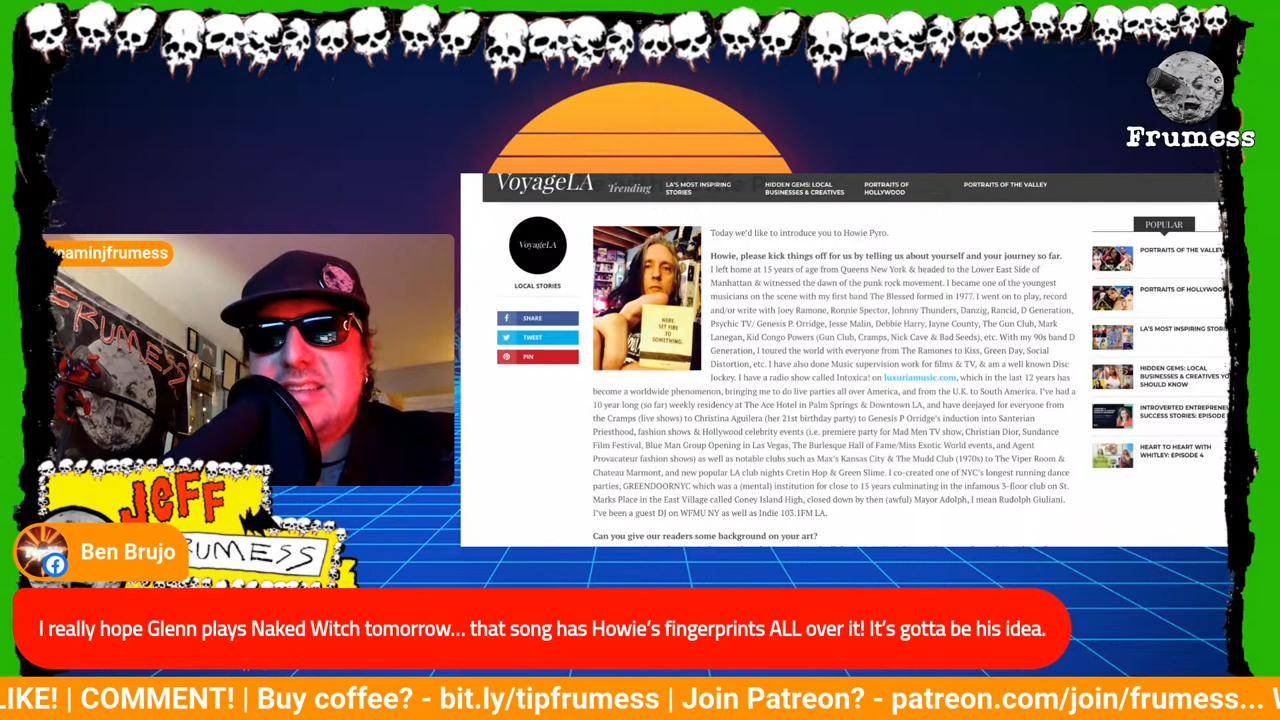 Frumess
VoyageLA
Trending
LA'S MOST INSPIRING
STORIES
HIDDEN GEMS: LOCAL
BUSINESSES & CREATIVES
PORTRAITS OF
HOLLYWOOD
PORTRAITS OF THE VALLEY
VoyageLA
LOCAL STORIES
SHARE
TWEET
PIN
HERE.
SET FIRE
TO
SOMETHING.
Today we'd like to introduce you to Howie Pyro.
Howie, please kick things off for us by telling us about yourself and your journey so far.
I left home at 15 years of age from Queens New York & headed to the Lower East Side of
Manhattan & witnessed the dawn of the punk rock movement. I became one of the youngest
musicians on the scene with my first band The Blessed formed in 1977. I went on to play, record
and/or write with Joey Ramone, Ronnie Spector, Johnny Thunders, Danzig, Rancid, D Generation,
Psychic TV/ Genesis P. Orridge, Jesse Malin, Debbie Harry, Jayne County, The Gun Club, Mark
Lanegan, Kid Congo Powers (Gun Club, Cramps, Nick Cave & Bad Seeds), etc. With my 90s band D
Generation, I toured the world with everyone from The Ramones to Kiss, Green Day, Social
Distortion, etc. I have also done Music supervision work for films & TV, & am a well known Disc
Jockey. I have a radio show called Intoxica! on luxuriamusic.com, which in the last 12 years has
become a worldwide phenomenon, bringing me to do live parties all over America, and from the U.K. to South America. I've had a
10 year long (so far) weekly residency at The Ace Hotel in Palm Springs & Downtown LA, and have deejayed for everyone from
the Cramps (live shows) to Christina Aguilera (her 21st birthday party) to Genesis P Orridge's induction into Santerian
Priesthood, fashion shows & Hollywood celebrity events (i.e. premiere party for Mad Men TV show, Christian Dior, Sundance
Film Festival, Blue Man Group Opening in Las Vegas, The Burlesque Hall of Fame/Miss Exotic World events, and Agent
Provacateur fashion shows) as well as notable clubs such as Max's Kansas City & The Mudd Club (1970s) to The Viper Room &
Chateau Marmont, and new popular LA club nights Cretin Hop & Green Slime. I co-created one of NYC's longest running dance
parties, GREENDOORNYC which was a (mental) institution for close to 15 years culminating in the infamous 3-floor club on St.
Marks Place in the East Village called Coney Island High, closed down by then (awful) Mayor Adolph, I mean Rudolph Giuliani.
I've been a guest DJ on WFMU NY as well as Indie 103.1FM LA.
Can you give our readers some background on your art?
POPULAR
PORTRAITS OF THE VALLEY
PORTRAITS OF HOLLYWOOD
LA'S MOST INSPIRING STORIES
HIDDEN GEMS: LOCAL
BUSINESSES & CREATIVES YO
SHOULD KNOW
INTROVERTED ENTREPRENEU
SUCCESS STORIES: EPISODE
HEART TO HEART WITH
WHITLEY: EPISODE 4
eaminjfrumess
FRUMESS
JEFF
RUMESS
Ben Brujo
I really hope Glenn plays Naked Witch tomorrow... that song has Howie's fingerprints ALL over it! It's gotta be his idea.
LIKE! | COMMENT! | Buy coffee? - bit.ly/tipfrumess | Join Patreon? - patreon.com/join/frumess... W